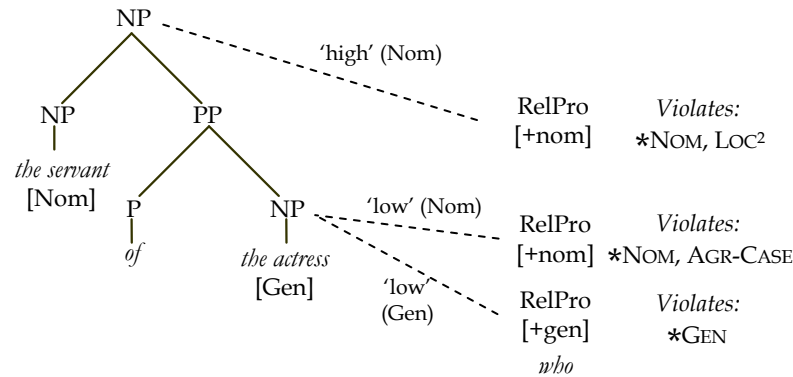 NP
'high' (Nom)
NP PP RelPro Violates:
[+nom] *NOM, LOC²
the servant
[Nom]
P NP 'low' (Nom) RelPro Violates:
[+nom] *NOM, AGR-CASE
of the actress
[Gen] 'low'
(Gen) RelPro Violates:
[+gen] *GEN
who